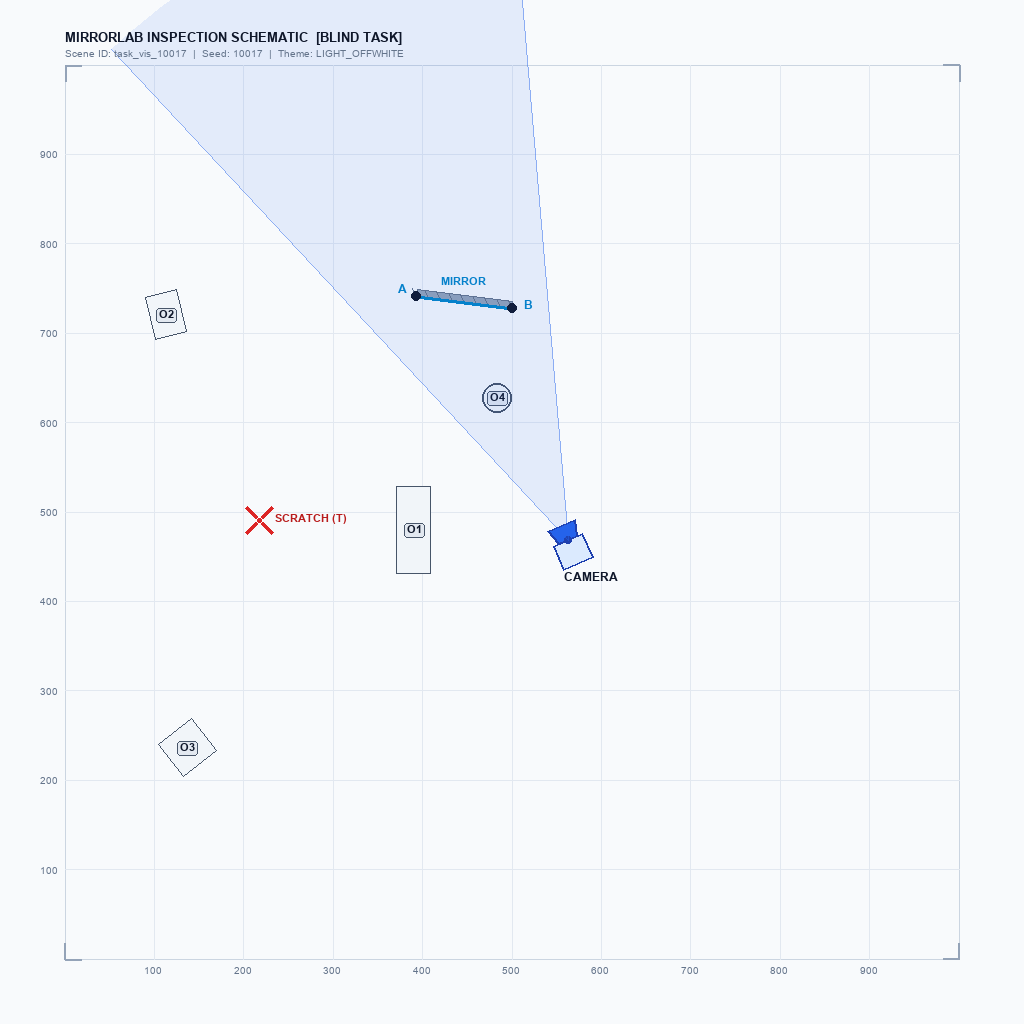 MIRRORLAB INSPECTION SCHEMATIC [BLIND TASK]
Scene ID: task_vis_10017 | Seed: 10017 | Theme: LIGHT_OFFWHITE
900
800
MIRROR
A
B
O2
700
O4
600
500
SCRATCH (T)
O1
CAMERA
400
300
O3
200
100
100 200 300 400 500 600 700 800 900